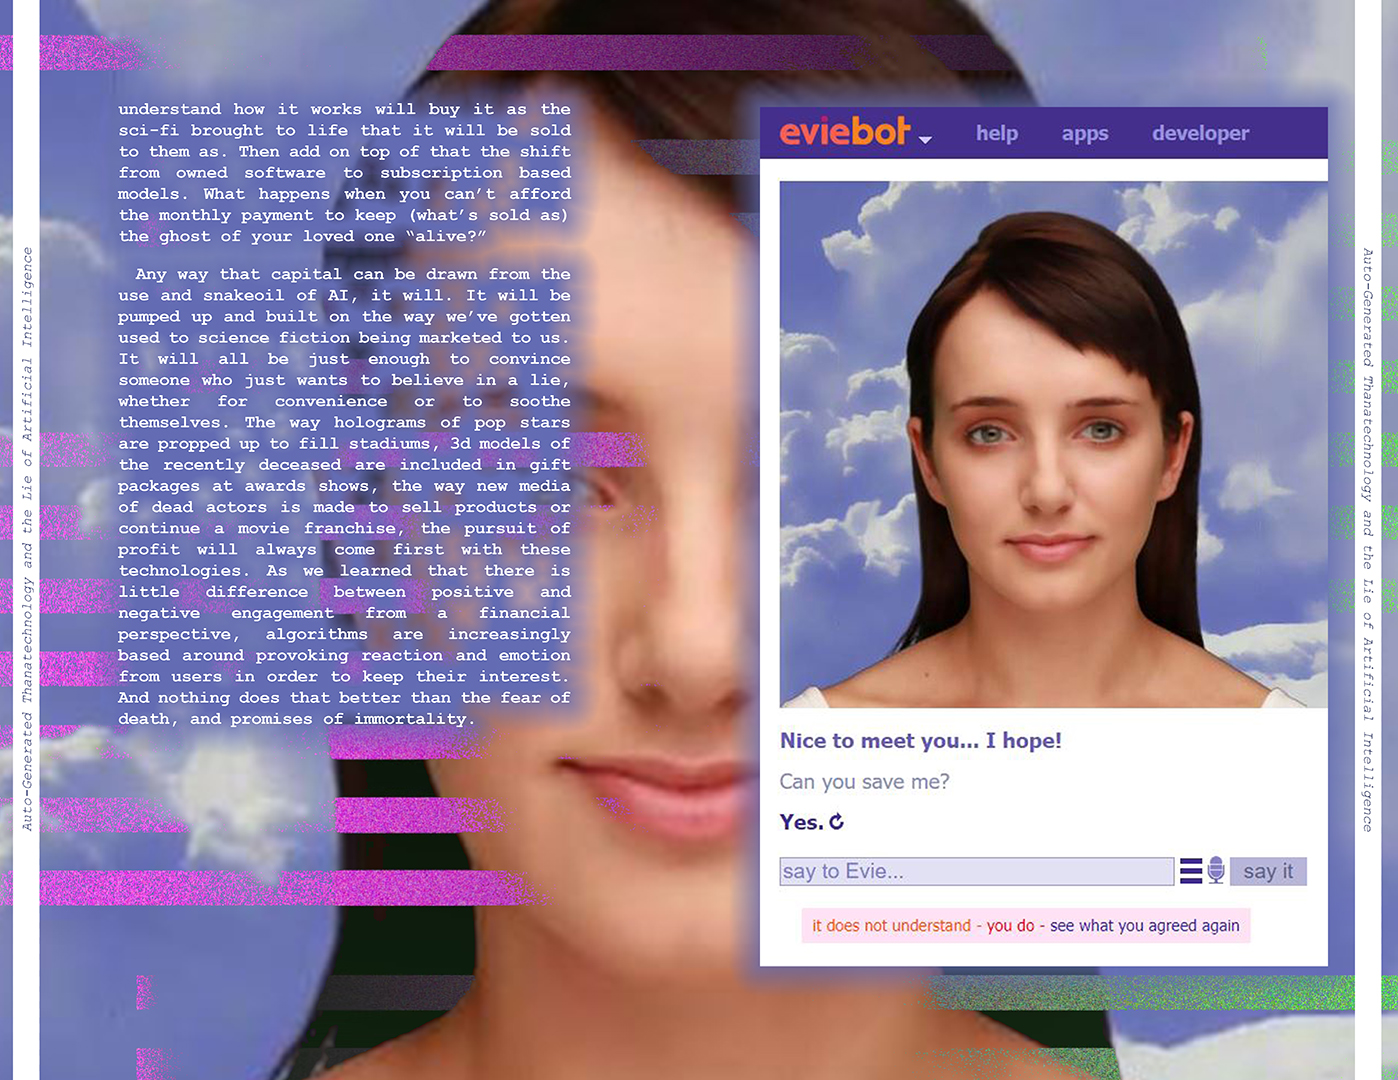 Auto-Generated Thanatechnology and the Lie of Artificial Intelligence
understand how it works will buy it as the
sci-fi brought to life that it will be sold
to them as. Then add on top of that the shift
from owned software to subscription based
models. What happens when you can’t afford
the monthly payment to keep (what’s sold as)
the ghost of your loved one “alive?”
Any way that capital can be drawn from the
use and snakeoil of AI, it will. It will be
pumped up and built on the way we’ve gotten
used to science fiction being marketed to us.
It will all be just enough to convince
someone who just wants to believe in a lie,
whether for convenience or to soothe
themselves. The way holograms of pop stars
are propped up to fill stadiums, 3d models of
the recently deceased are included in gift
packages at awards shows, the way new media
of dead actors is made to sell products or
continue a movie franchise, the pursuit of
profit will always come first with these
technologies. As we learned that there is
little difference between positive and
negative engagement from a financial
perspective, algorithms are increasingly
based around provoking reaction and emotion
from users in order to keep their interest.
And nothing does that better than the fear of
death, and promises of immortality.
eviebot help apps developer
Nice to meet you... I hope!
Can you save me?
Yes.
say to Evie... say it
it does not understand - you do - see what you agreed again
Auto-Generated Thanatechnology and the Lie of Artificial Intelligence